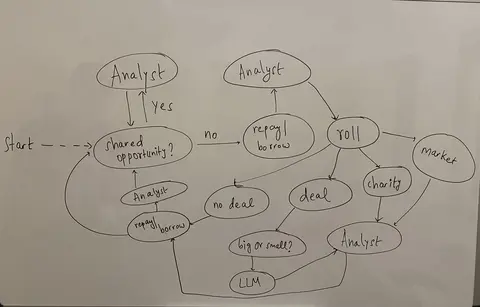 Analyst
Analyst
Yes
Start
shared
opportunity?
no
repay/
borrow
roll
market
Analyst
no deal
deal
charity
repay/
borrow
big or small?
Analyst
LLM